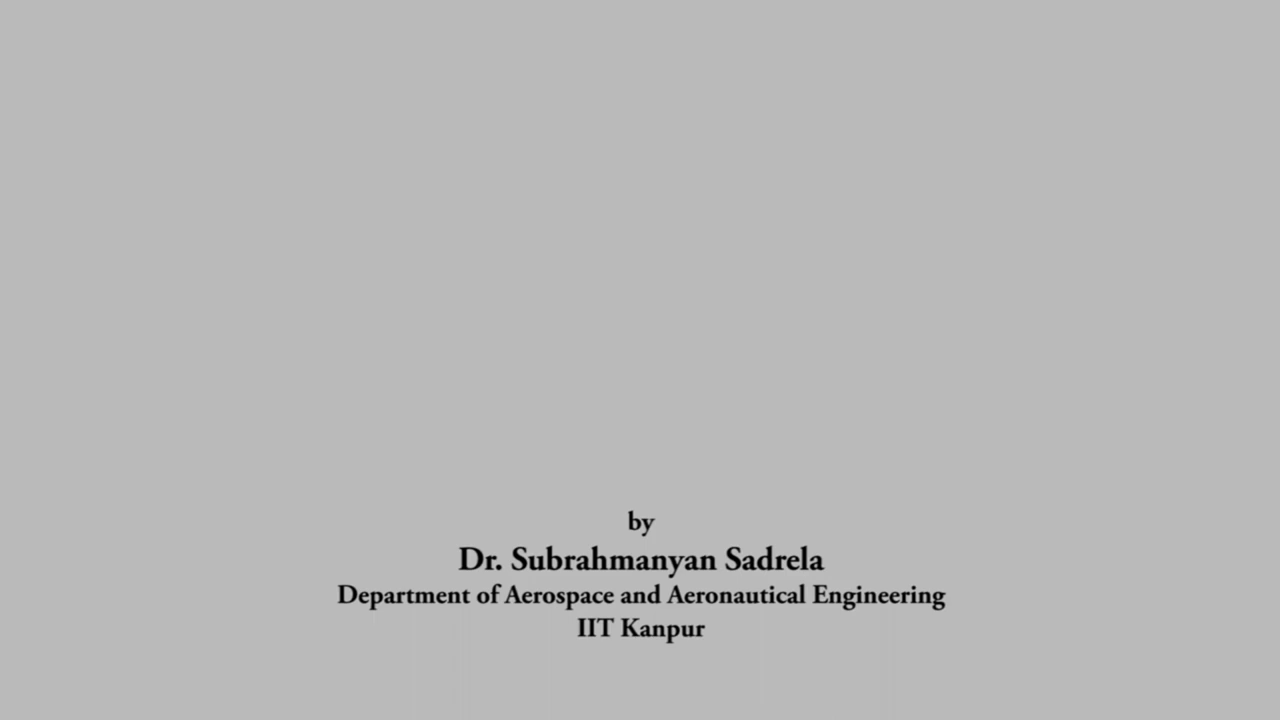 by
Dr. Subrahmanyan Sadrela
Department of Aerospace and Aeronautical Engineering
IIT Kanpur